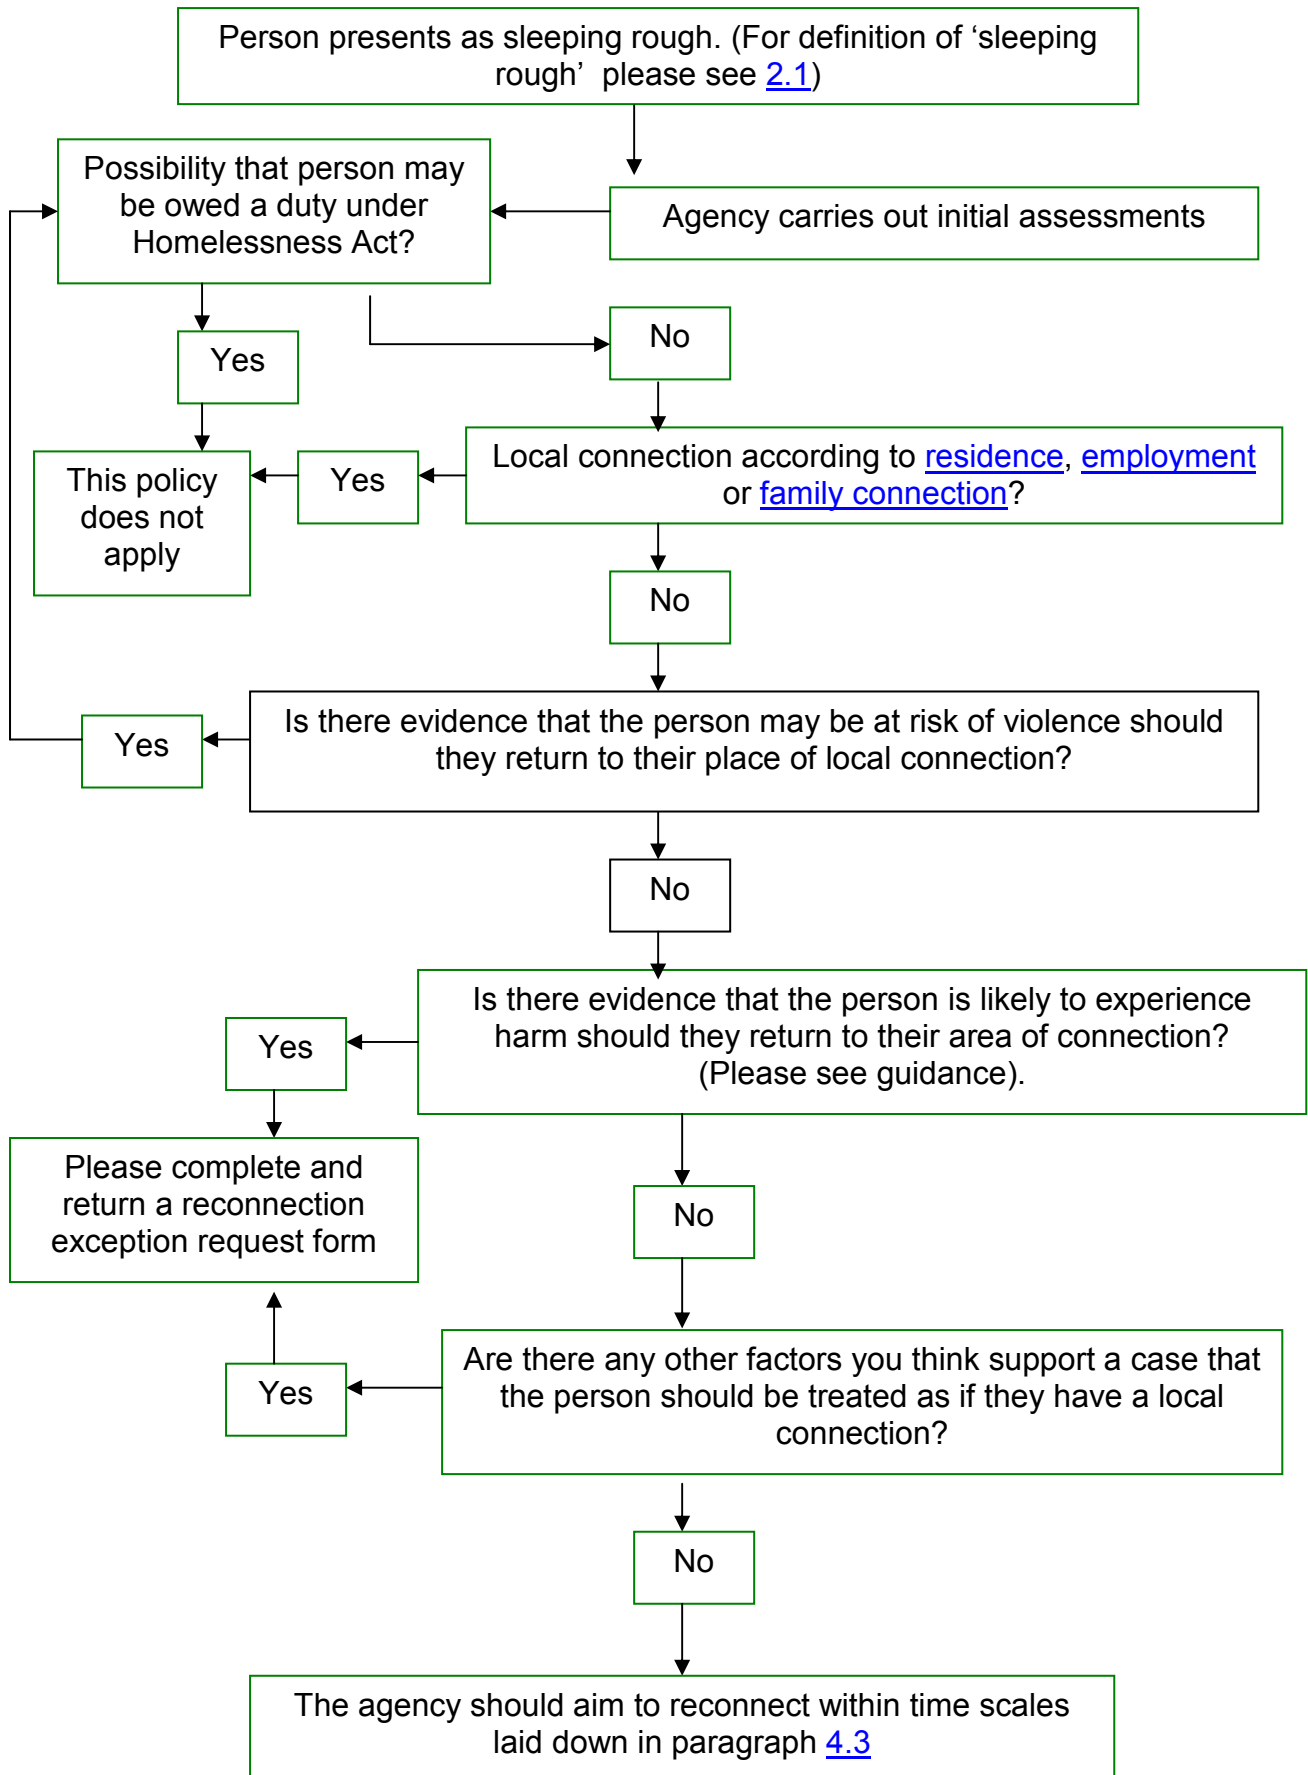 Person presents as sleeping rough. (For definition of ‘sleeping
rough’  please see 2.1)
Possibility that person may
be owed a duty under
Homelessness Act?
Agency carries out initial assessments
Yes
No
This policy
does not
apply
Yes
Local connection according to residence, employment
or family connection?
No
Yes
Is there evidence that the person may be at risk of violence should
they return to their place of local connection?
No
Is there evidence that the person is likely to experience
harm should they return to their area of connection?
(Please see guidance).
Yes
Please complete and
return a reconnection
exception request form
No
Yes
Are there any other factors you think support a case that
the person should be treated as if they have a local
connection?
No
The agency should aim to reconnect within time scales
laid down in paragraph 4.3